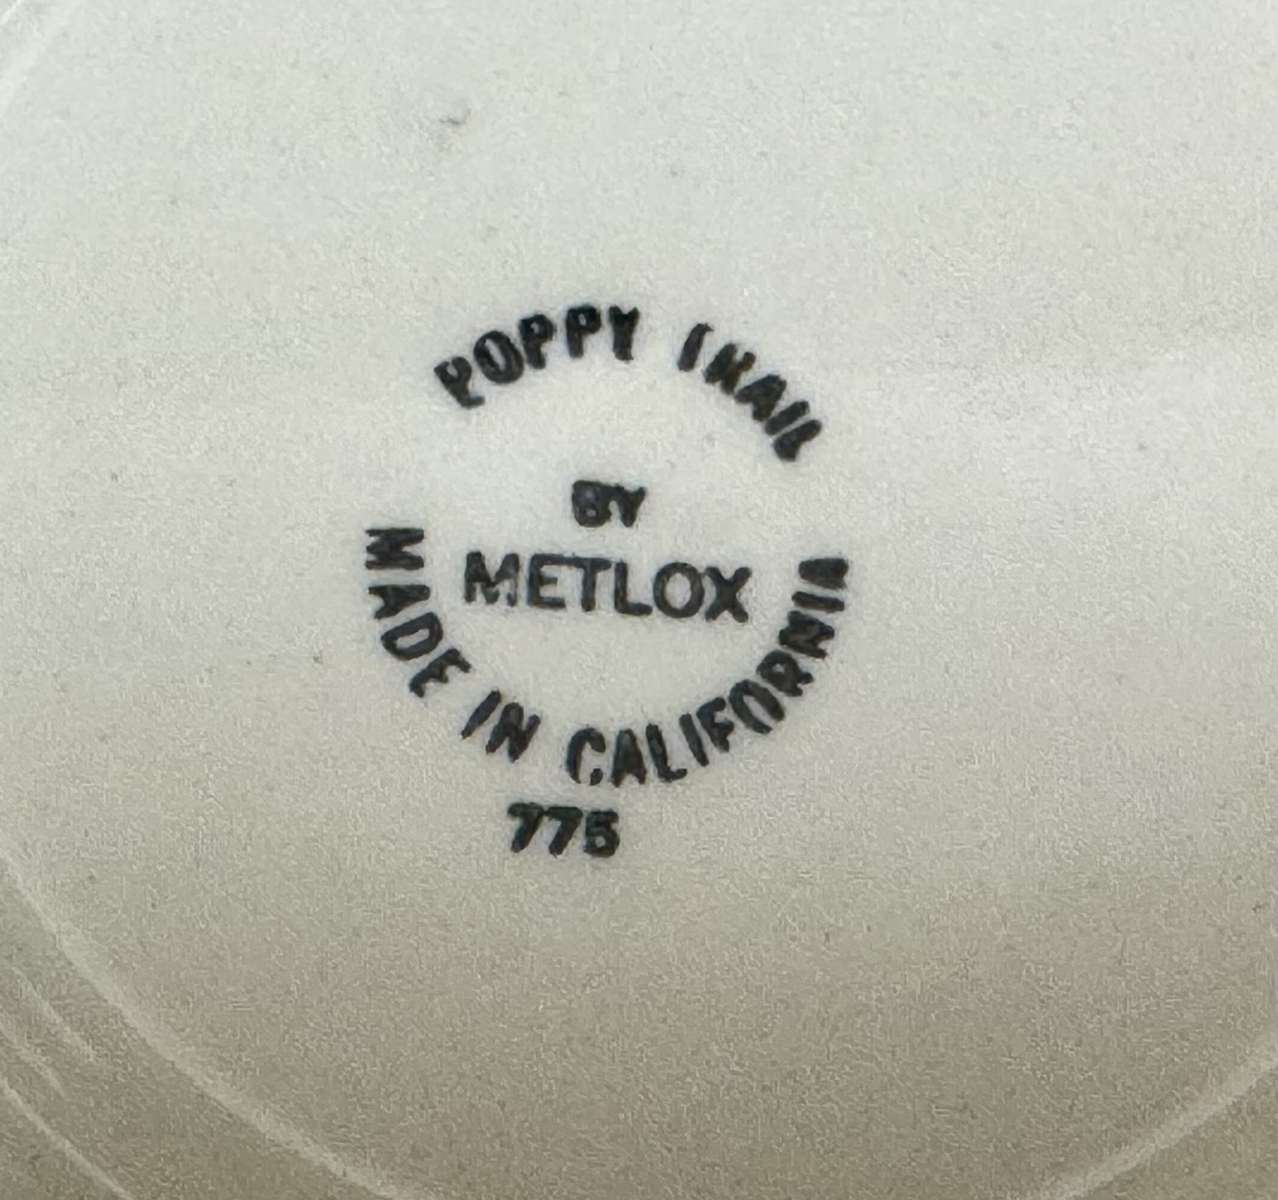 POPPY TRAIL
BY
METLOX
MADE IN CALIFORNIA
775